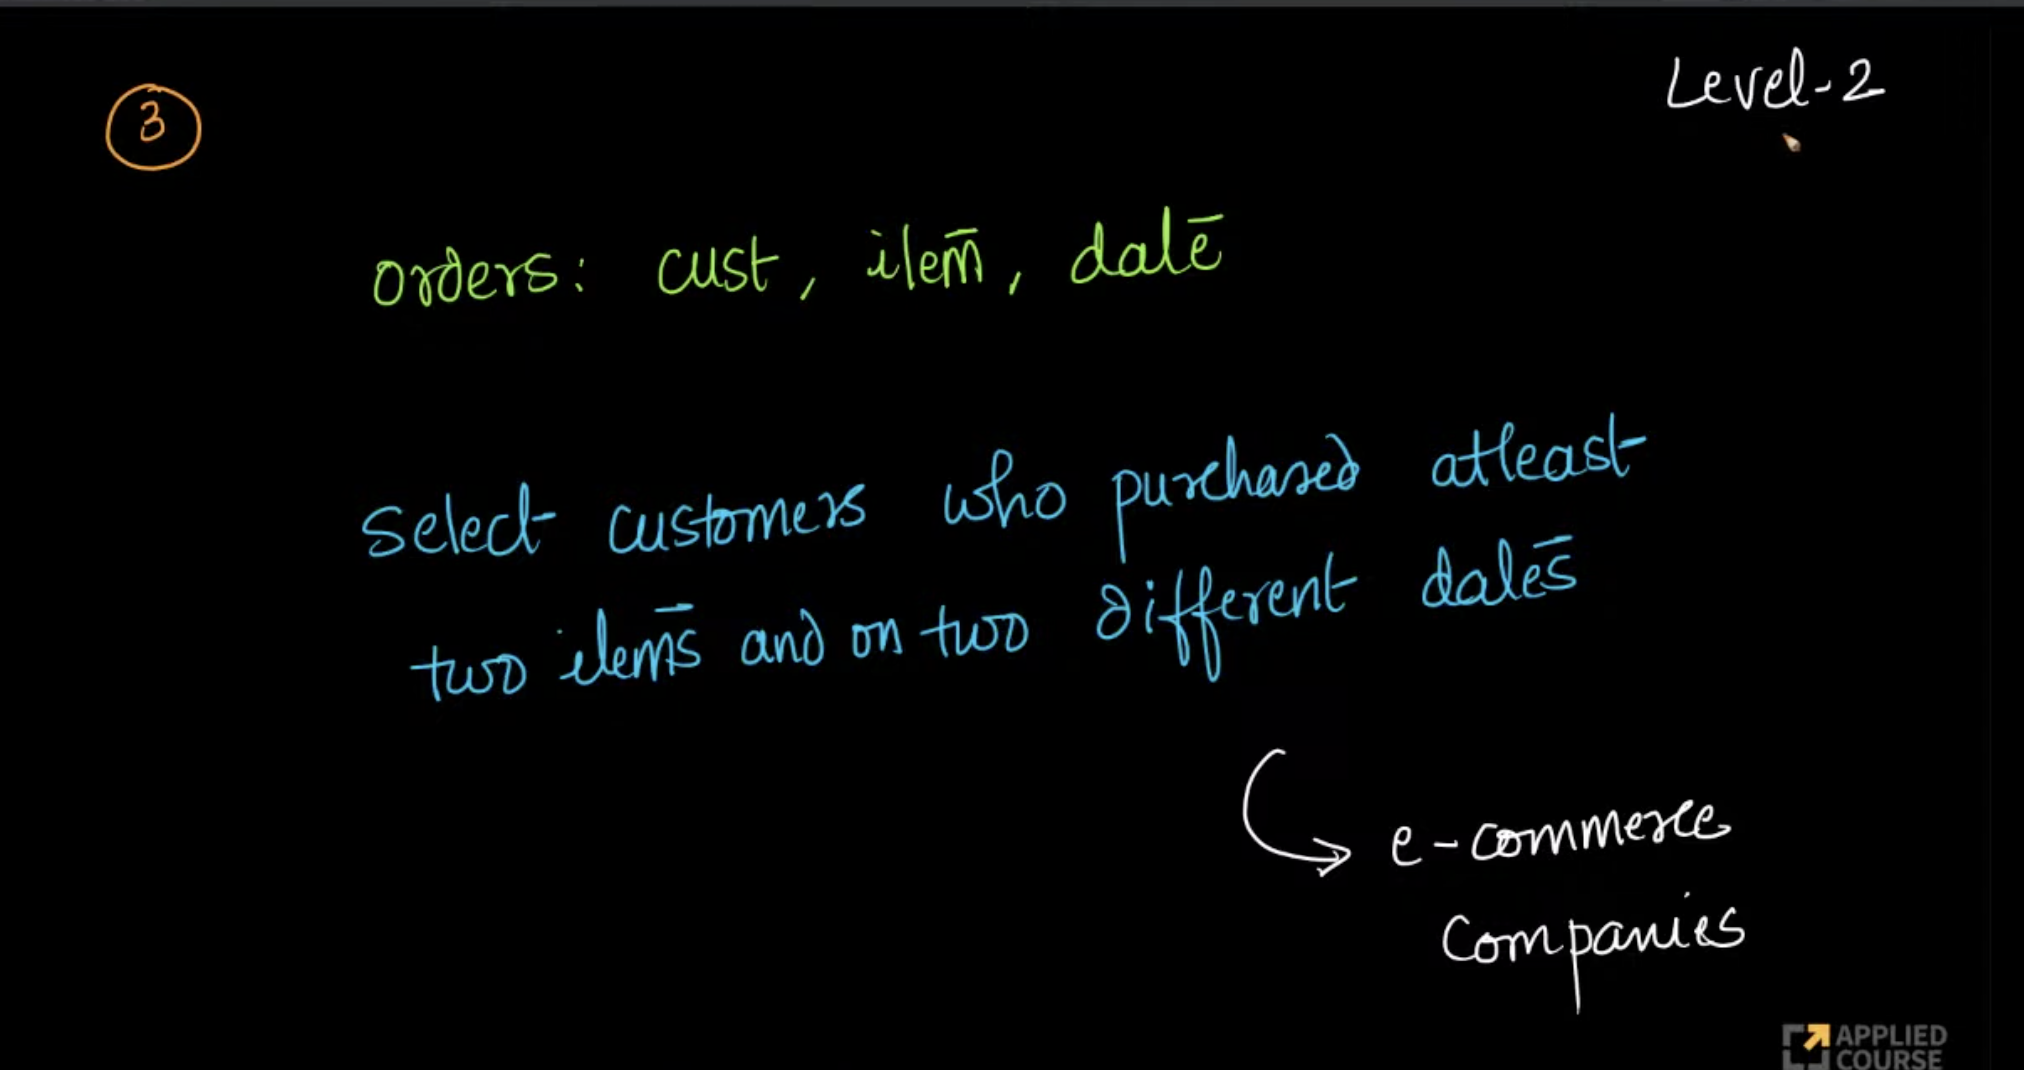 3
Level-2
orders: cust, item, date
Select customers who purchased atleast
two items and on two different dates
e-commerce
Companies
APPLIED
COURSE